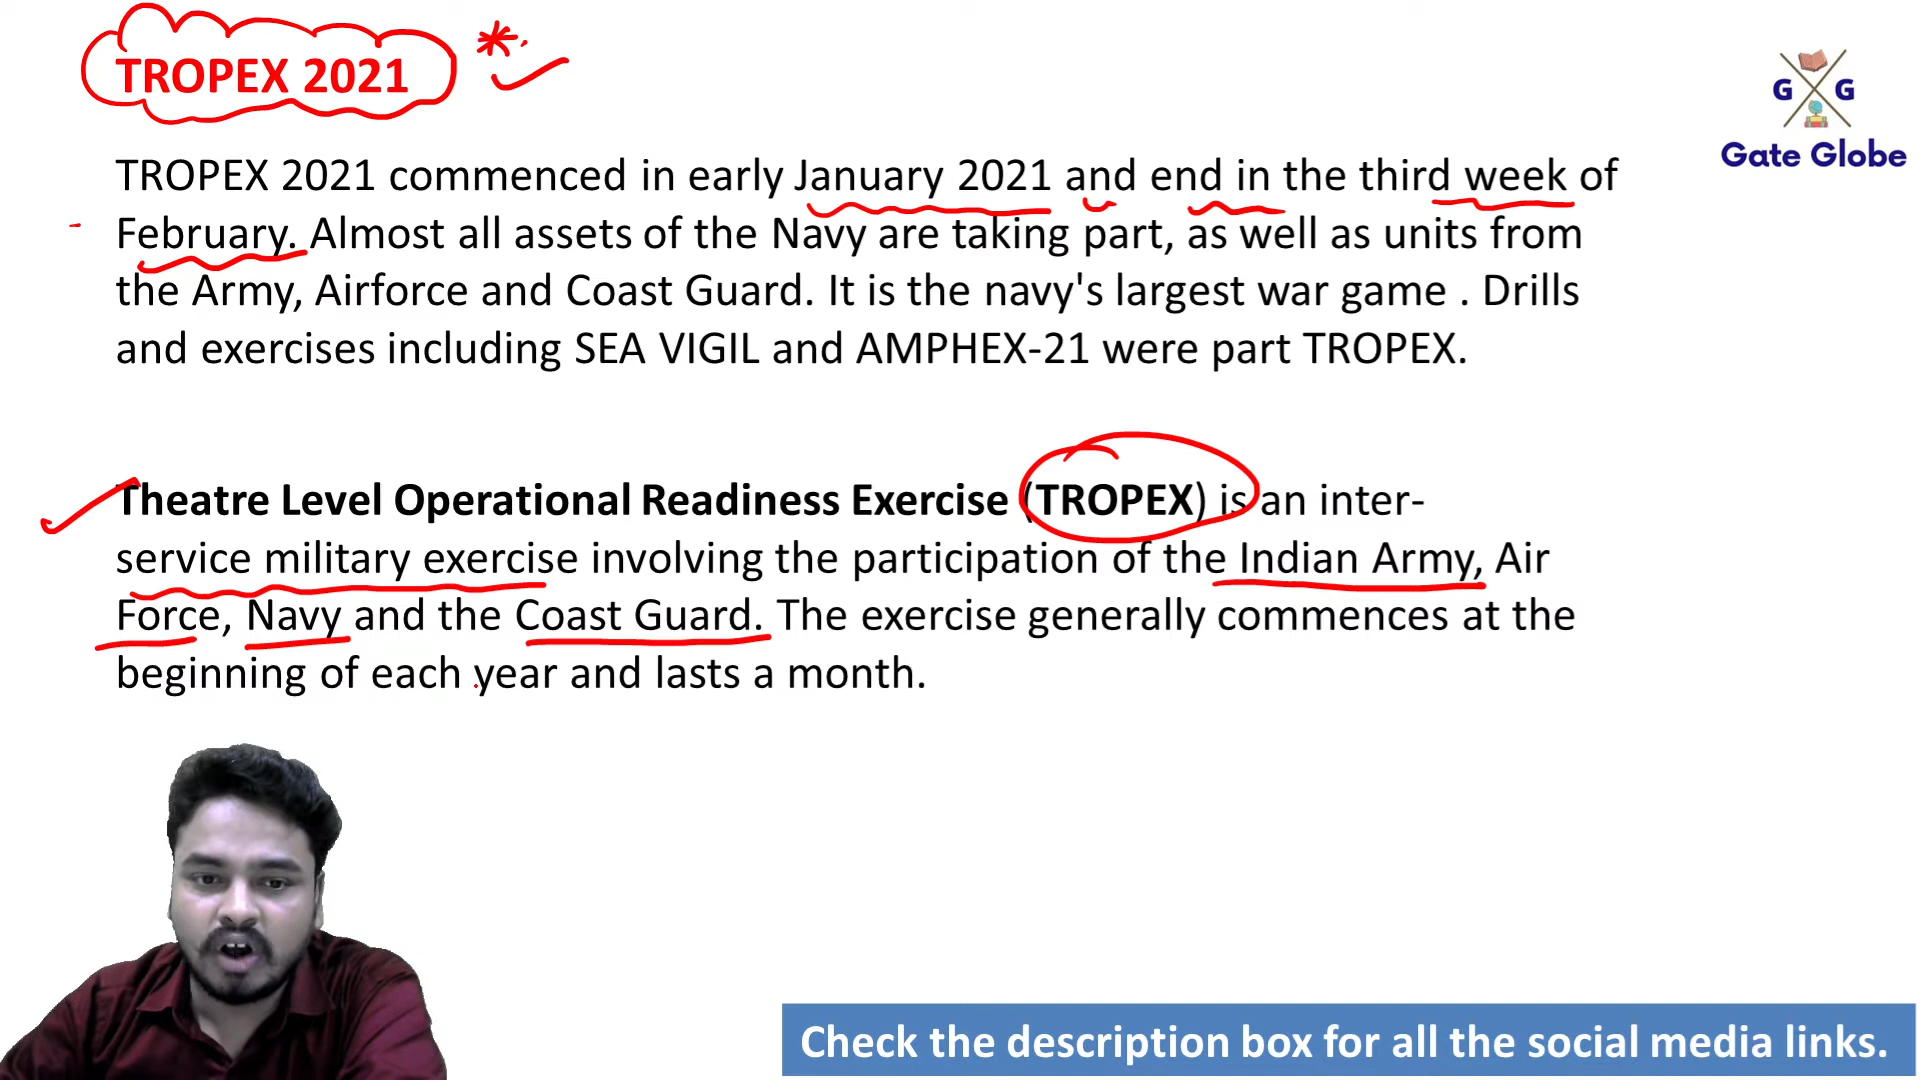 TROPEX 2021
G G
Gate Globe
TROPEX 2021 commenced in early January 2021 and end in the third week of
February. Almost all assets of the Navy are taking part, as well as units from
the Army, Airforce and Coast Guard. It is the navy's largest war game . Drills
and exercises including SEA VIGIL and AMPHEX-21 were part TROPEX.
Theatre Level Operational Readiness Exercise (TROPEX) is an inter-
service military exercise involving the participation of the Indian Army, Air
Force, Navy and the Coast Guard. The exercise generally commences at the
beginning of each year and lasts a month.
Check the description box for all the social media links.